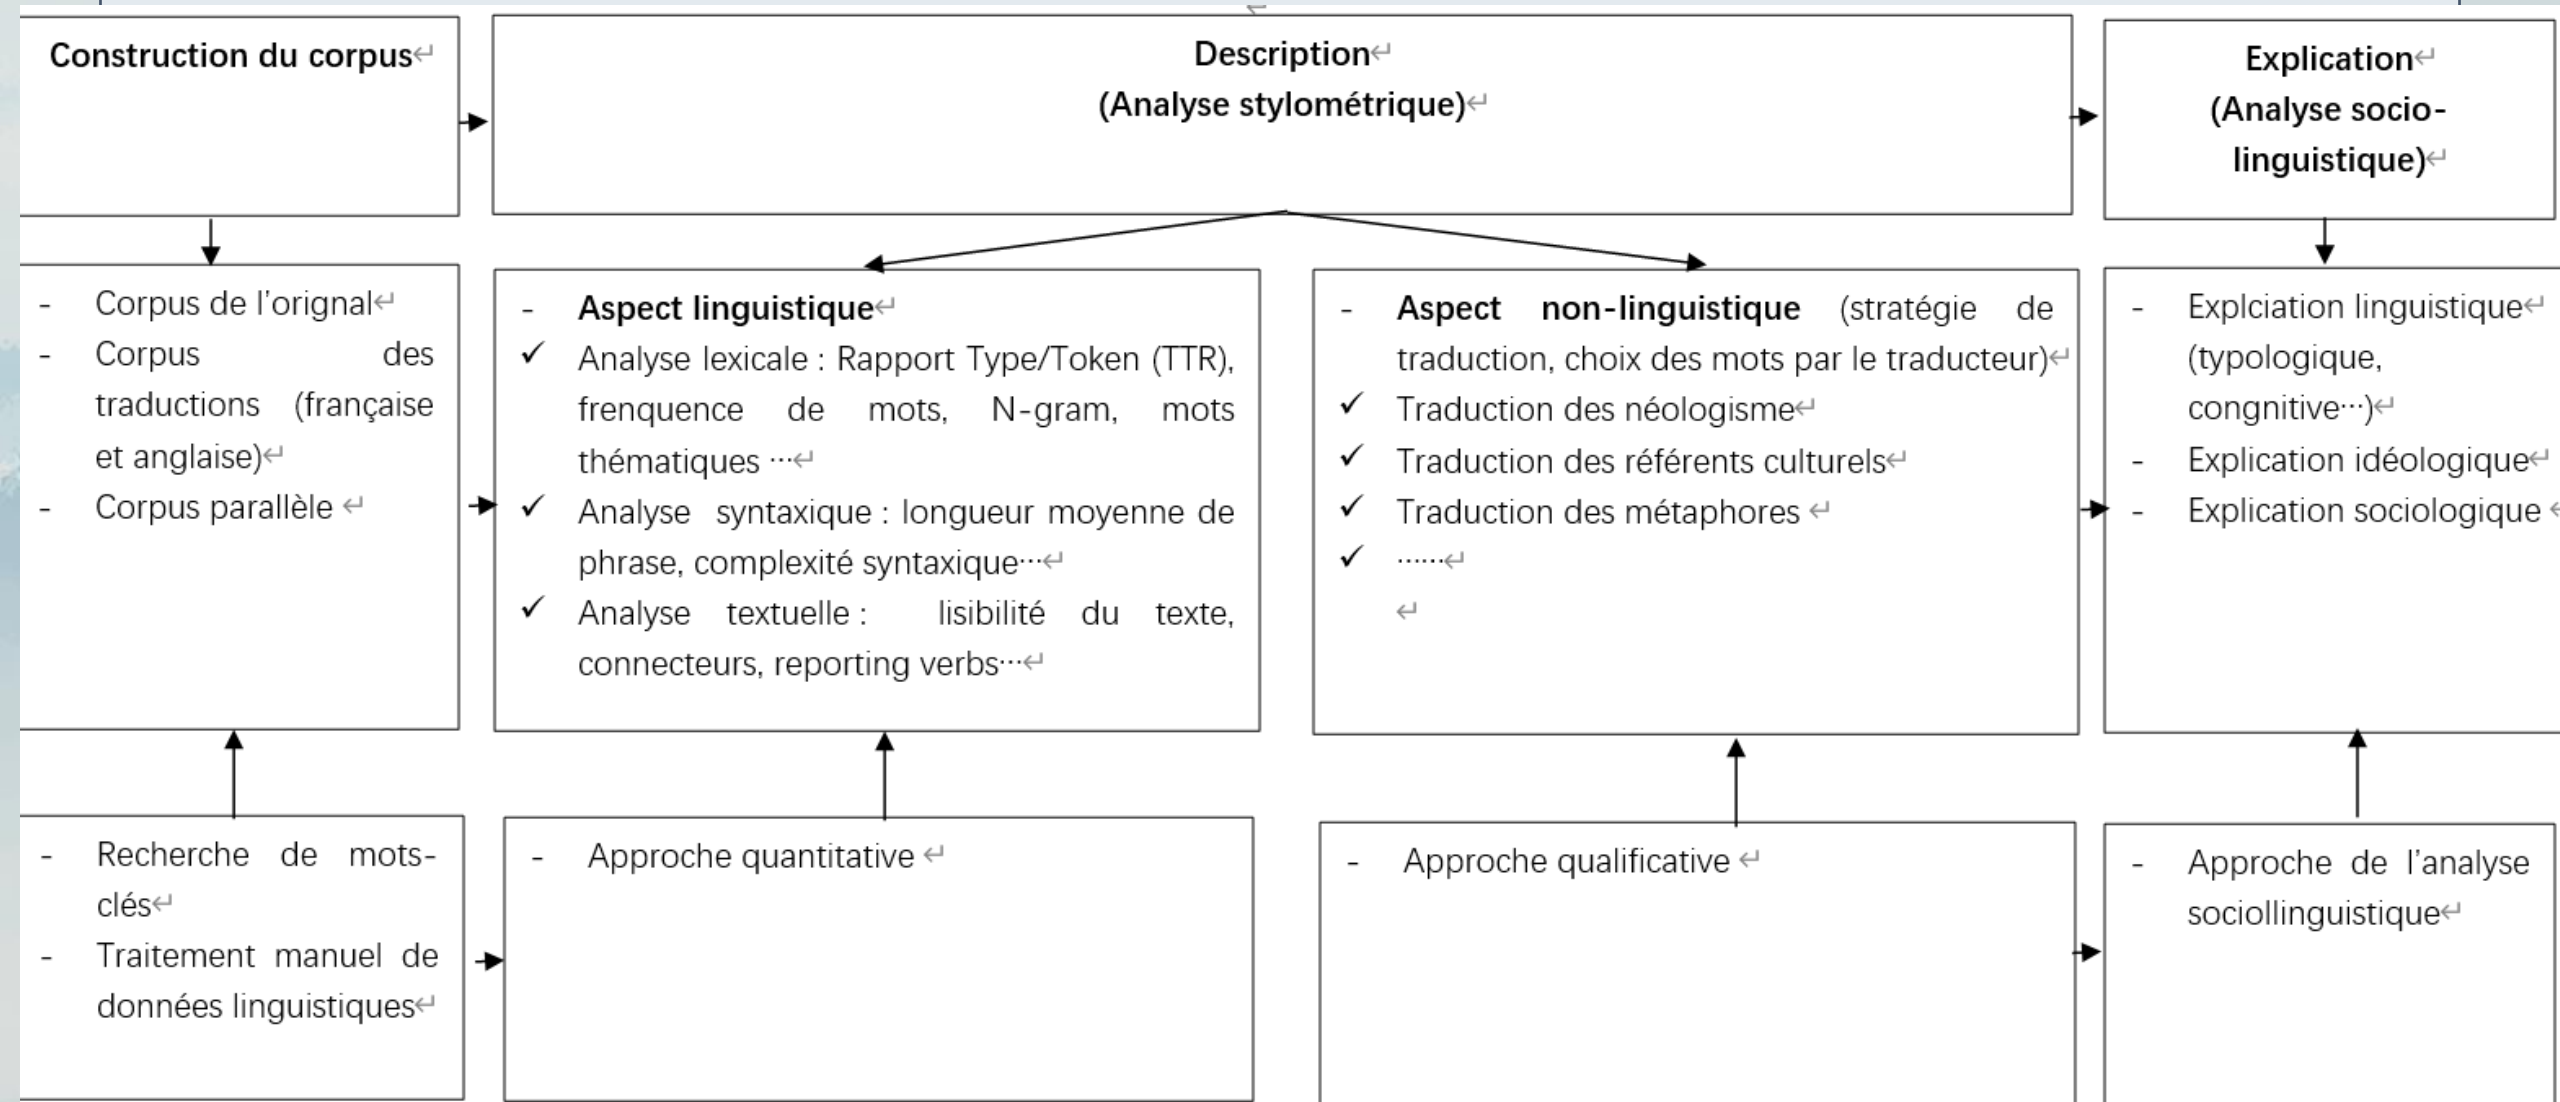 Construction du corpus
Description
(Analyse stylométrique)
Explication
(Analyse socio-
linguistique)
- Corpus de l'orignal
- Corpus des
traductions (française
et anglaise)
- Corpus parallèle
- Aspect linguistique
✓ Analyse lexicale : Rapport Type/Token (TTR),
frenquence de mots, N-gram, mots
thématiques ···
✓ Analyse syntaxique : longueur moyenne de
phrase, complexité syntaxique···
✓ Analyse textuelle : lisibilité du texte,
connecteurs, reporting verbs···
- Aspect non-linguistique (stratégie de
traduction, choix des mots par le traducteur)
✓ Traduction des néologisme
✓ Traduction des référents culturels
✓ Traduction des métaphores
✓ ······
- Explciation linguistique
(typologique,
congnitive···)
- Explication idéologique
- Explication sociologique
- Recherche de mots-
clés
- Traitement manuel de
données linguistiques
- Approche quantitative
- Approche qualificative
- Approche de l'analyse
sociollinguistique